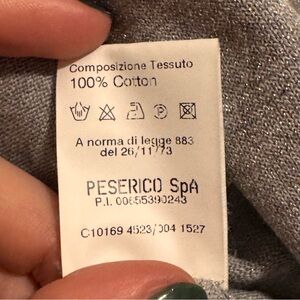 Composizione Tessuto
100% Cotton
A norma di legge 883
del 26/11/73
PESERICO SpA
P.I. 00655390243
C10169 4523/004 1527